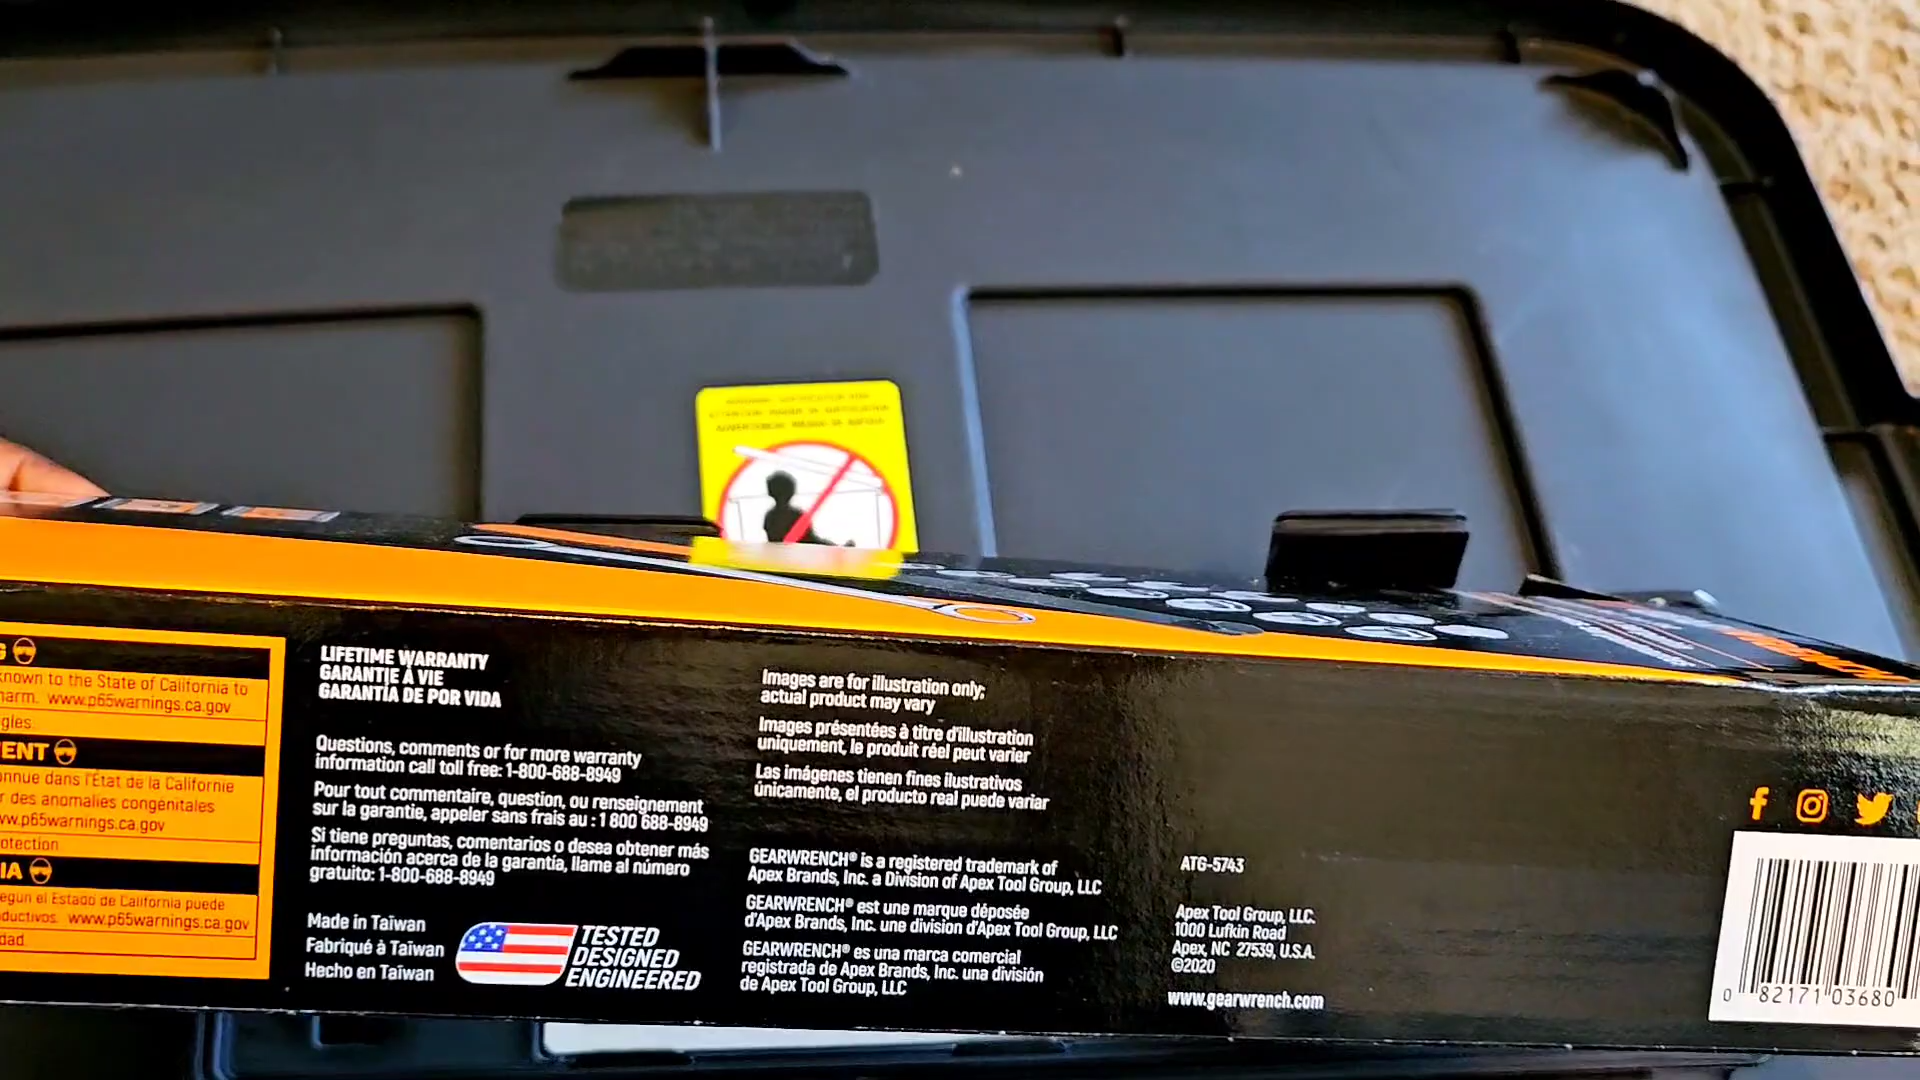 known to the State of California to
harm. www.p65warnings.ca.gov
gles.
ENT
onnue dans l'État de la Californie
r des anomalies congénitales
ww.p65warnings.ca.gov
otection
IA
egun el Estado de California puede
ductivos. www.p65warnings.ca.gov
dad.
LIFETIME WARRANTY
GARANTIE À VIE
GARANTÍA DE POR VIDA
Questions, comments or for more warranty
information call toll free: 1-800-688-8949
Pour tout commentaire, question, ou renseignement
sur la garantie, appeler sans frais au : 1 800 688-8949
Si tiene preguntas, comentarios o desea obtener más
información acerca de la garantía, llame al número
gratuito: 1-800-688-8949
Made in Taiwan
Fabriqué à Taïwan
Hecho en Taiwan
TESTED
DESIGNED
ENGINEERED
Images are for illustration only;
actual product may vary
Images présentées à titre d'illustration
uniquement, le produit réel peut varier
Las imágenes tienen fines ilustrativos
únicamente, el producto real puede variar
GEARWRENCH® is a registered trademark of
Apex Brands, Inc. a Division of Apex Tool Group, LLC
GEARWRENCH® est une marque déposée
d'Apex Brands, Inc. une division d'Apex Tool Group, LLC
GEARWRENCH® es una marca comercial
registrada de Apex Brands, Inc. una división
de Apex Tool Group, LLC
ATG-5743
Apex Tool Group, LLC.
1000 Lufkin Road
Apex, NC 27539, U.S.A.
©2020
www.gearwrench.com
0 82171 03680